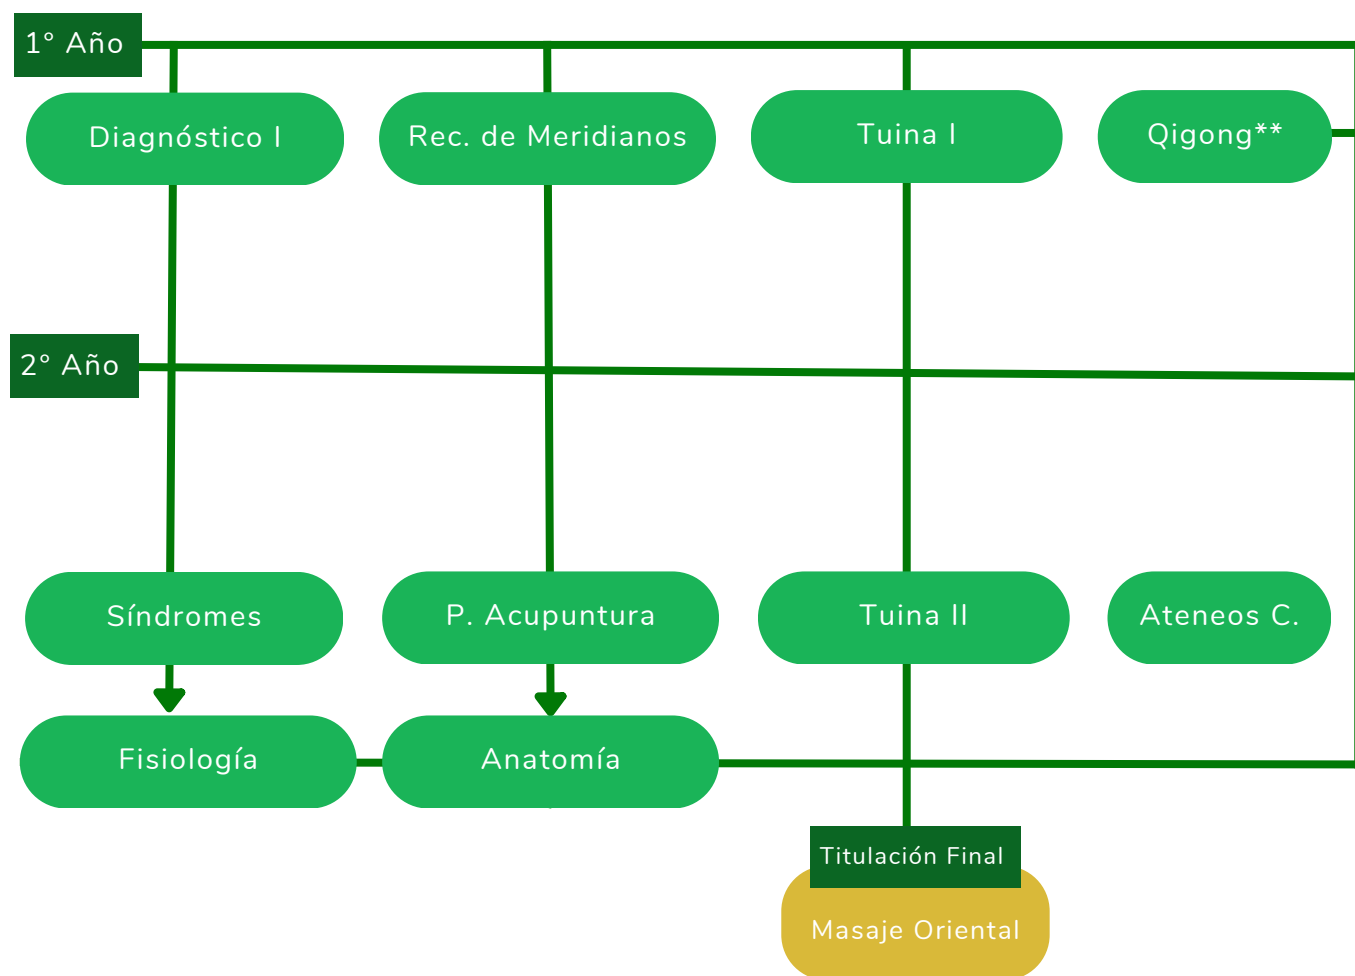 1° Año
Diagnóstico I
Rec. de Meridianos
Tuina I
Qigong**
2° Año
Síndromes
P. Acupuntura
Tuina II
Ateneos C.
Fisiología
Anatomía
Titulación Final
Masaje Oriental